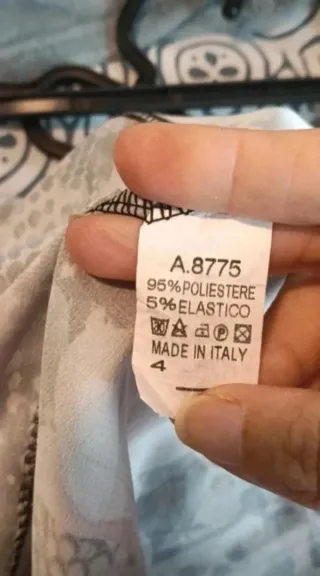 A.8775
95% POLIESTERE
5% ELASTICO
MADE IN ITALY
4